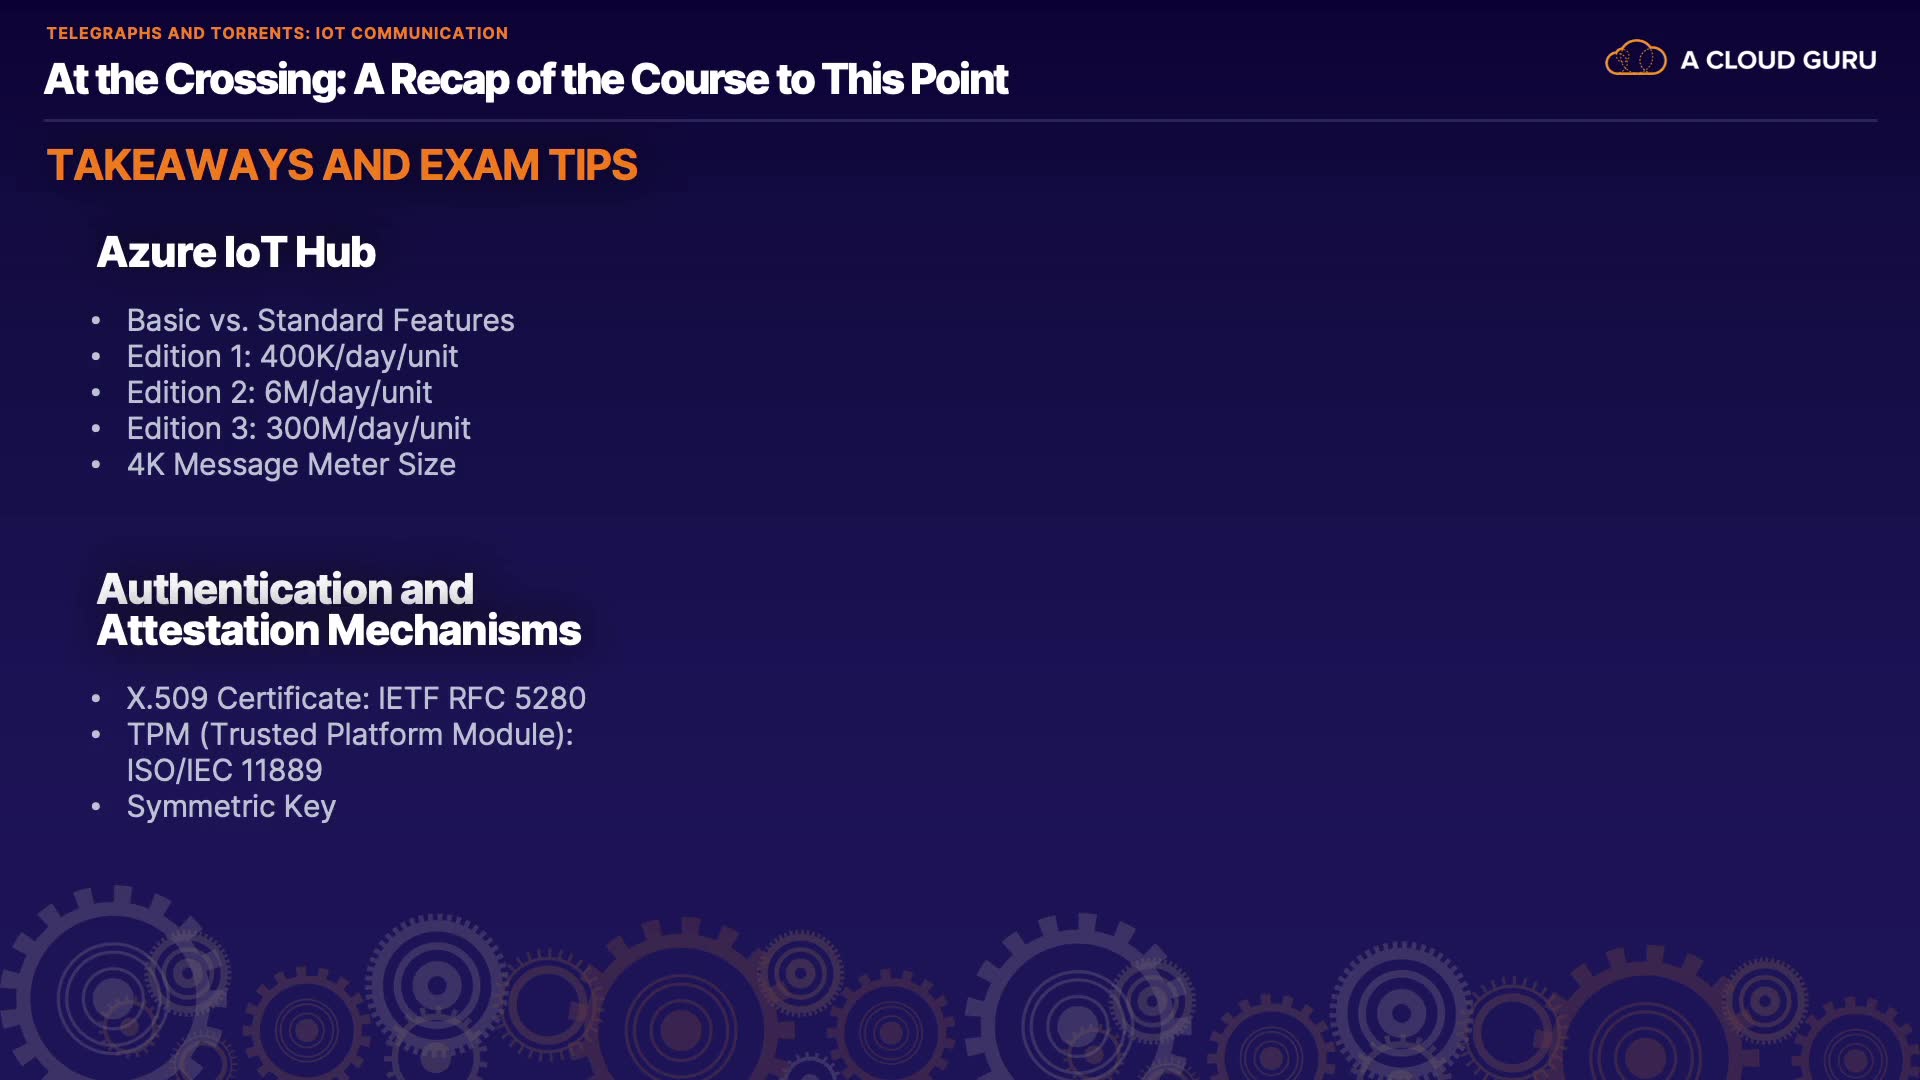 TELEGRAPHS AND TORRENTS: IOT COMMUNICATION
At the Crossing: A Recap of the Course to This Point
A CLOUD GURU
TAKEAWAYS AND EXAM TIPS
Azure IoT Hub
• Basic vs. Standard Features
• Edition 1: 400K/day/unit
• Edition 2: 6M/day/unit
• Edition 3: 300M/day/unit
• 4K Message Meter Size
Authentication and
Attestation Mechanisms
• X.509 Certificate: IETF RFC 5280
• TPM (Trusted Platform Module):
ISO/IEC 11889
• Symmetric Key